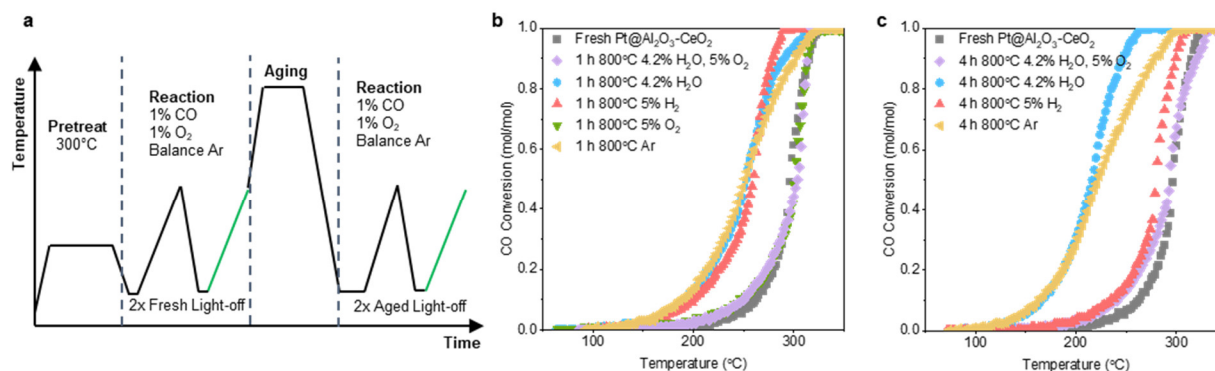 a
Temperature
Pretreat
300°C
Reaction
1% CO
1% O₂
Balance Ar
Aging
Reaction
1% CO
1% O₂
Balance Ar
2x Fresh Light-off
2x Aged Light-off
Time
b
CO Conversion (mol/mol)
1.0
0.8
0.6
0.4
0.2
0.0
Fresh Pt@Al₂O₃-CeO₂
1 h 800°C 4.2% H₂O, 5% O₂
1 h 800°C 4.2% H₂O
1 h 800°C 5% H₂
1 h 800°C 5% O₂
1 h 800°C Ar
100
200
300
Temperature (°C)
c
CO Conversion (mol/mol)
1.0
0.8
0.6
0.4
0.2
0.0
Fresh Pt@Al₂O₃-CeO₂
4 h 800°C 4.2% H₂O, 5% O₂
4 h 800°C 4.2% H₂O
4 h 800°C 5% H₂
4 h 800°C Ar
100
200
300
Temperature (°C)